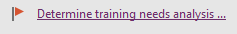 Determine training needs analysis ...